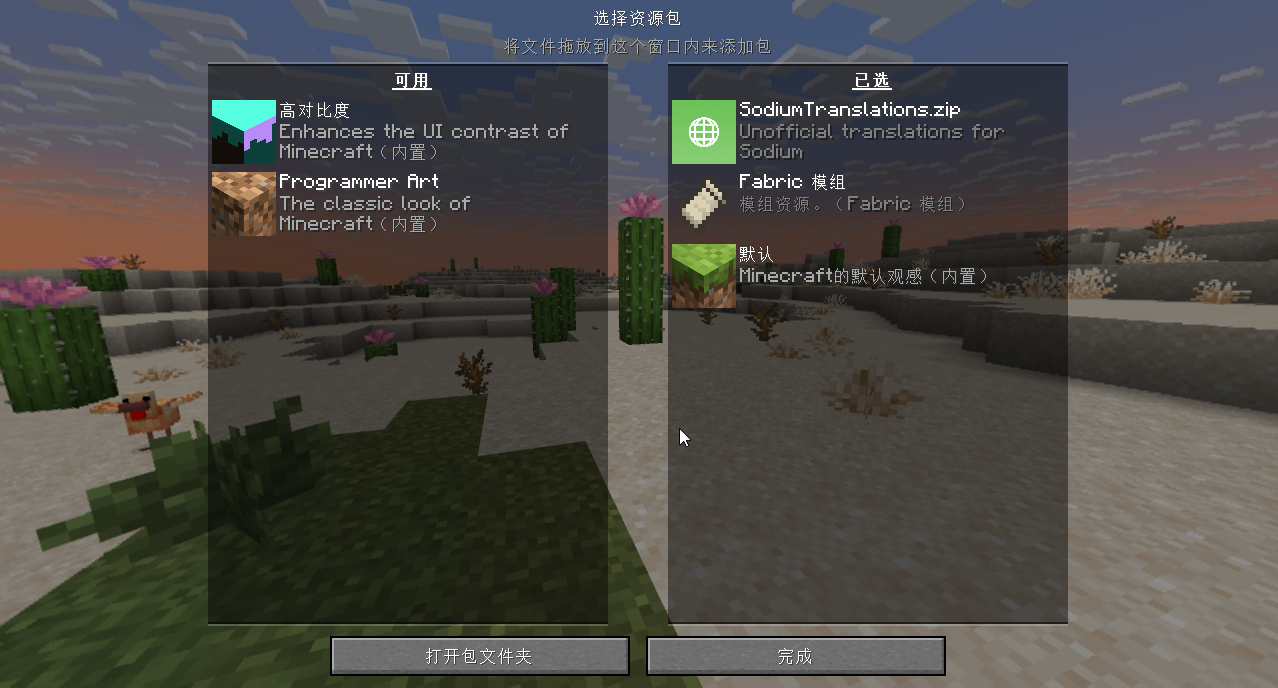 选择资源包
将文件拖放到这个窗口内来添加包
可用
高对比度
Enhances the UI contrast of
Minecraft（内置）
Programmer Art
The classic look of
Minecraft（内置）
已选
SodiumTranslations.zip
Unofficial translations for
Sodium
Fabric 模组
模组资源。（Fabric 模组）
默认
Minecraft的默认观感（内置）
打开包文件夹
完成